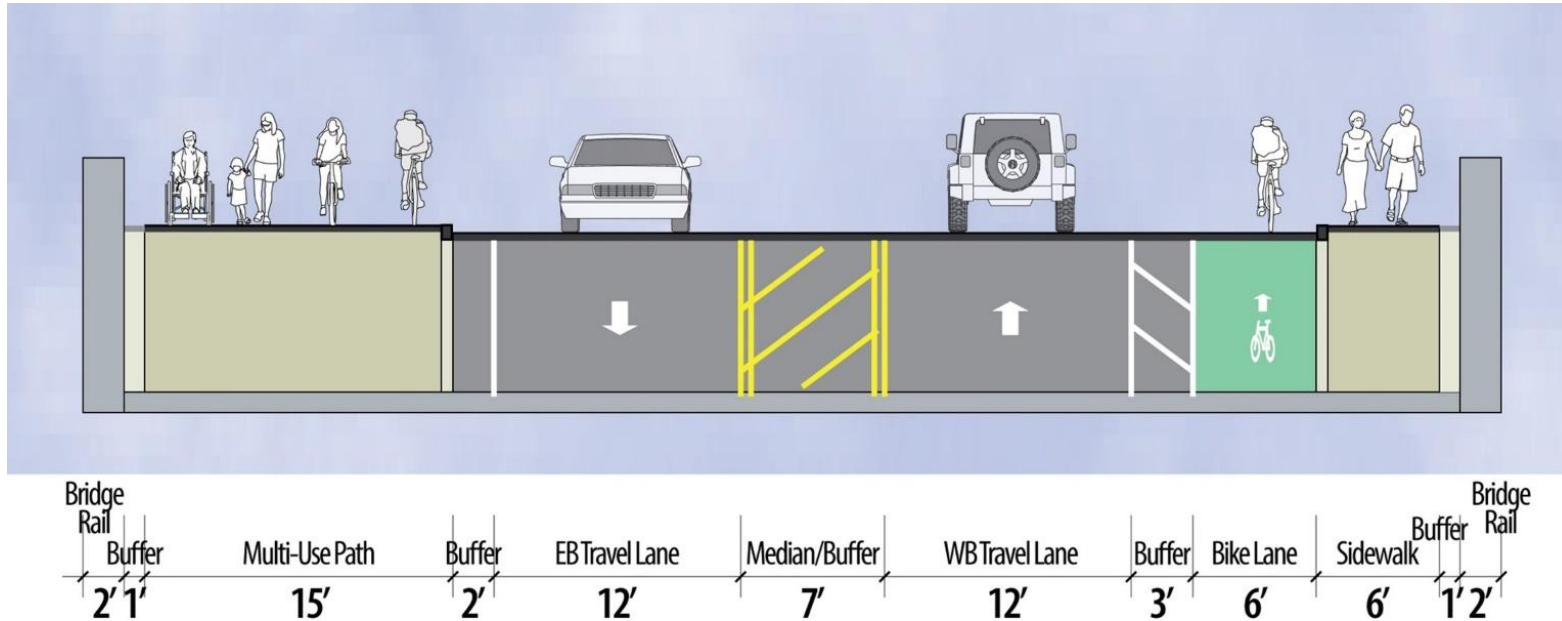 Bridge
Rail
Buffer
Multi-Use Path
Buffer
EB Travel Lane
Median/Buffer
WB Travel Lane
Buffer
Bike Lane
Sidewalk
Buffer
Bridge
Rail
2' 1' 15' 2' 12' 7' 12' 3' 6' 6' 1' 2'